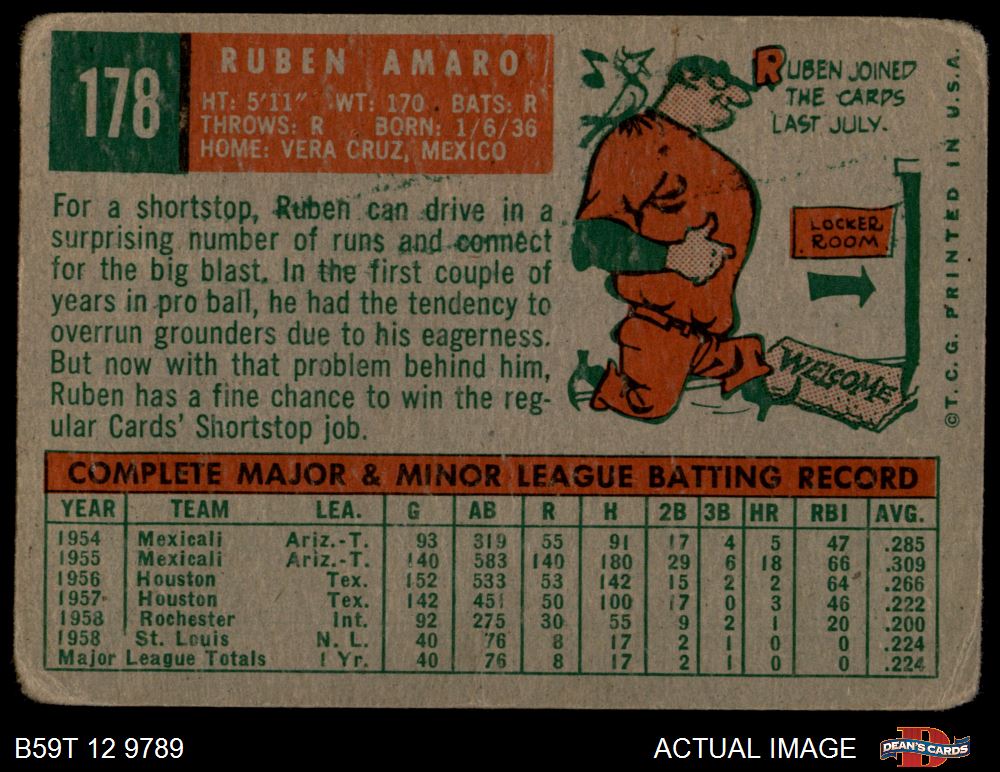 178
RUBEN AMARO
HT: 5'11" WT: 170 BATS: R
THROWS: R BORN: 1/6/36
HOME: VERA CRUZ, MEXICO
RUBEN JOINED
THE CARDS
LAST JULY.
LOCKER
ROOM
WELCOME
©T.C.G. PRINTED IN U.S.A.
For a shortstop, Ruben can drive in a
surprising number of runs and connect
for the big blast. In the first couple of
years in pro ball, he had the tendency to
overrun grounders due to his eagerness.
But now with that problem behind him,
Ruben has a fine chance to win the reg-
ular Cards' Shortstop job.
COMPLETE MAJOR & MINOR LEAGUE BATTING RECORD
YEAR TEAM LEA. G AB R H 2B 3B HR RBI AVG.
1954 Mexicali Ariz.-T. 93 319 55 91 17 4 5 47 .285
1955 Mexicali Ariz.-T. 140 583 140 180 29 6 18 66 .309
1956 Houston Tex. 152 533 53 142 15 2 2 64 .266
1957 Houston Tex. 142 451 50 100 17 0 3 46 .222
1958 Rochester Int. 92 275 30 55 9 2 1 20 .200
1958 St. Louis N. L. 40 76 8 17 2 1 0 0 .224
Major League Totals 1 Yr. 40 76 8 17 2 1 0 0 .224
B59T 12 9789
ACTUAL IMAGE
D
DEAN'S CARDS